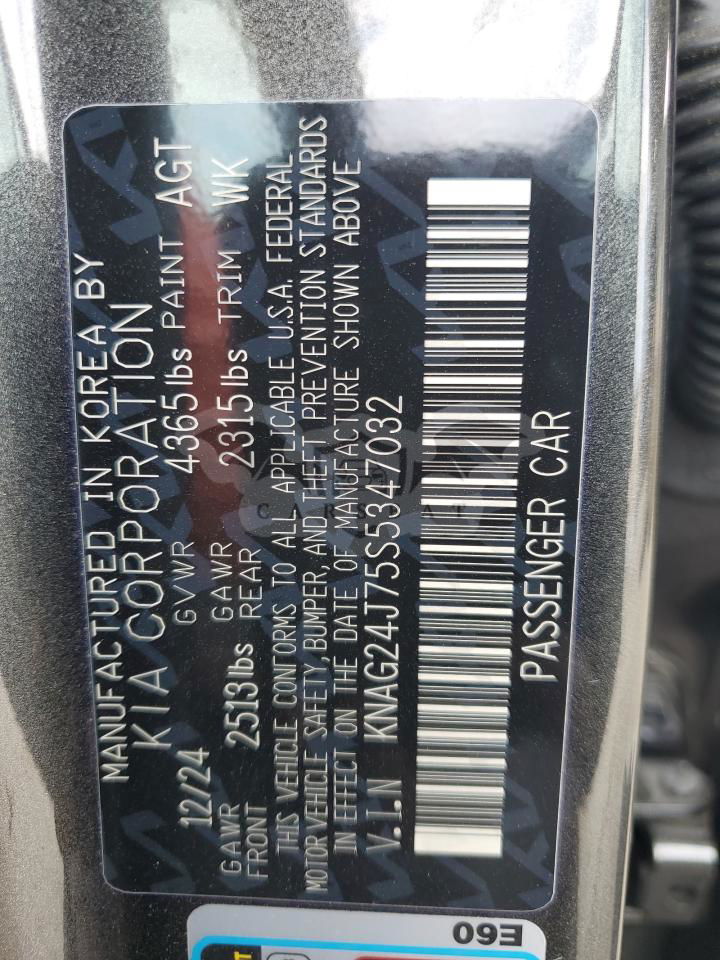 MANUFACTURED IN KOREA BY
KIA CORPORATION
12/24 GVWR 4365lbs PAINT AGT
GAWR FRONT 2513lbs GAWR REAR 2315lbs TRIM WK
THIS VEHICLE CONFORMS TO ALL APPLICABLE U.S.A. FEDERAL
MOTOR VEHICLE SAFETY, BUMPER, AND THEFT PREVENTION STANDARDS
IN EFFECT ON THE DATE OF MANUFACTURE SHOWN ABOVE
V.I.N KNAG24J75S5347032
PASSENGER CAR
E60